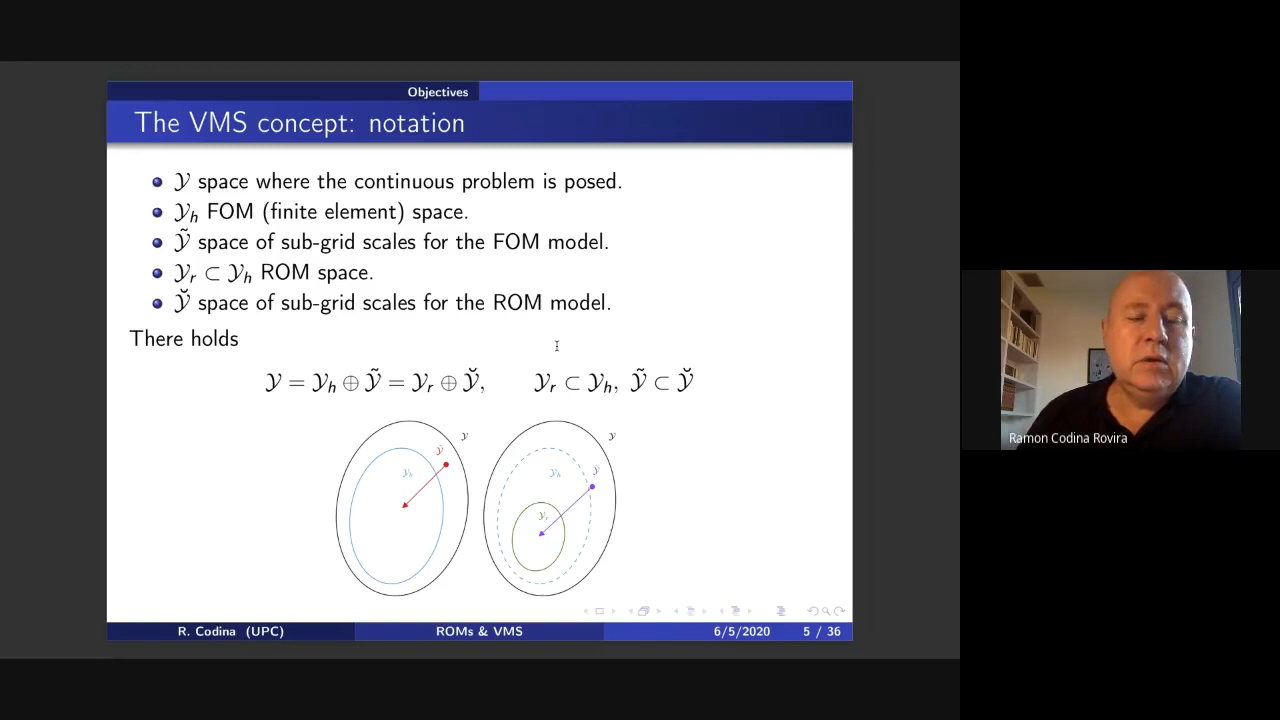 Objectives
The VMS concept: notation
𝒴 space where the continuous problem is posed.
𝒴ₕ FOM (finite element) space.
𝒴̃ space of sub-grid scales for the FOM model.
𝒴ᵣ ⊂ 𝒴ₕ ROM space.
𝒴̆ space of sub-grid scales for the ROM model.
There holds
𝒴 = 𝒴ₕ ⊕ 𝒴̃ = 𝒴ᵣ ⊕ 𝒴̆, 𝒴ᵣ ⊂ 𝒴ₕ, 𝒴̃ ⊂ 𝒴̆
𝒴 𝒴̃ 𝒴ₕ
𝒴 𝒴̆ 𝒴ₕ 𝒴ᵣ
R. Codina (UPC) ROMs & VMS 6/5/2020 5 / 36
Ramon Codina Rovira